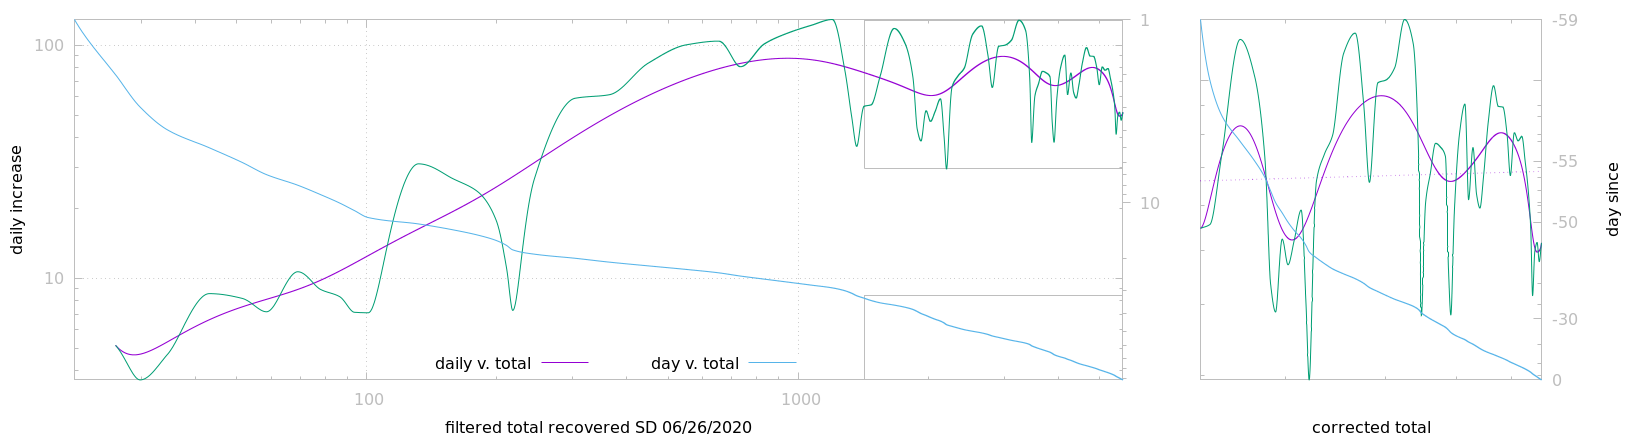 100
10
daily increase
daily v. total
day v. total
1
10
100
1000
filtered total recovered SD 06/26/2020
-59
-55
-50
-30
0
day since
corrected total